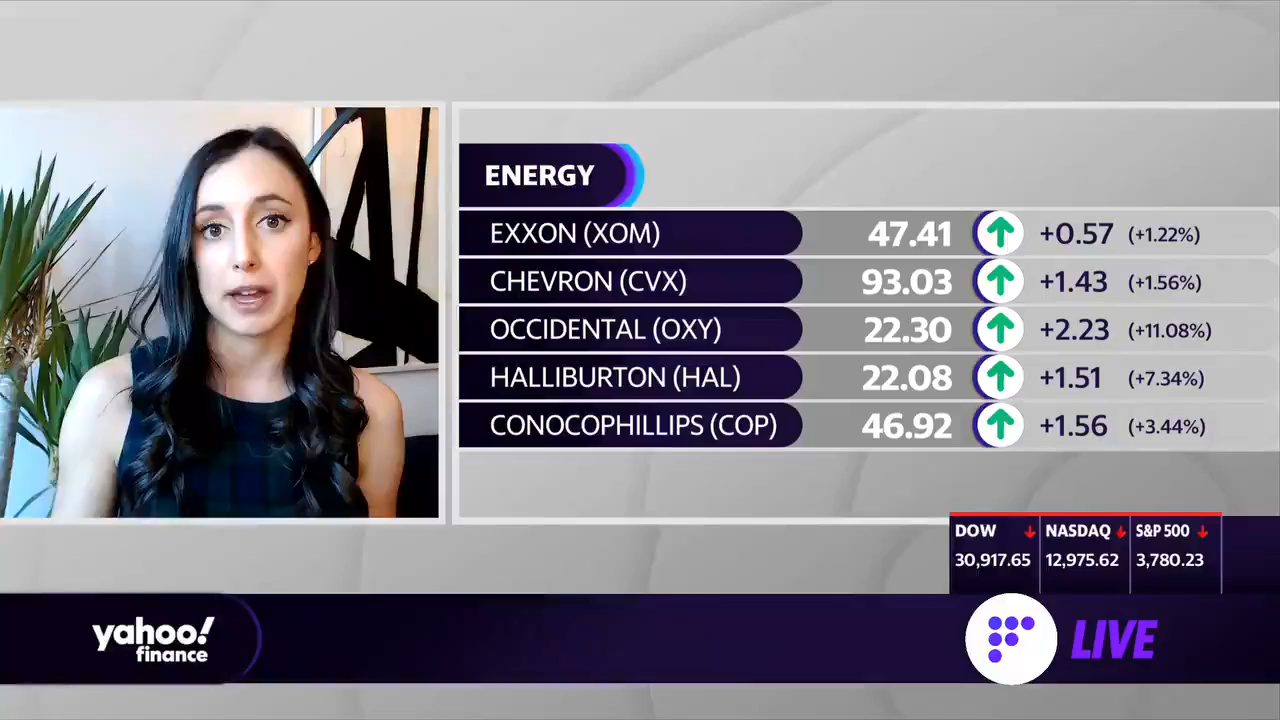 ENERGY
EXXON (XOM) 47.41 +0.57 (+1.22%)
CHEVRON (CVX) 93.03 +1.43 (+1.56%)
OCCIDENTAL (OXY) 22.30 +2.23 (+11.08%)
HALLIBURTON (HAL) 22.08 +1.51 (+7.34%)
CONOCOPHILLIPS (COP) 46.92 +1.56 (+3.44%)
DOW NASDAQ S&P 500
30,917.65 12,975.62 3,780.23
yahoo!
finance
LIVE